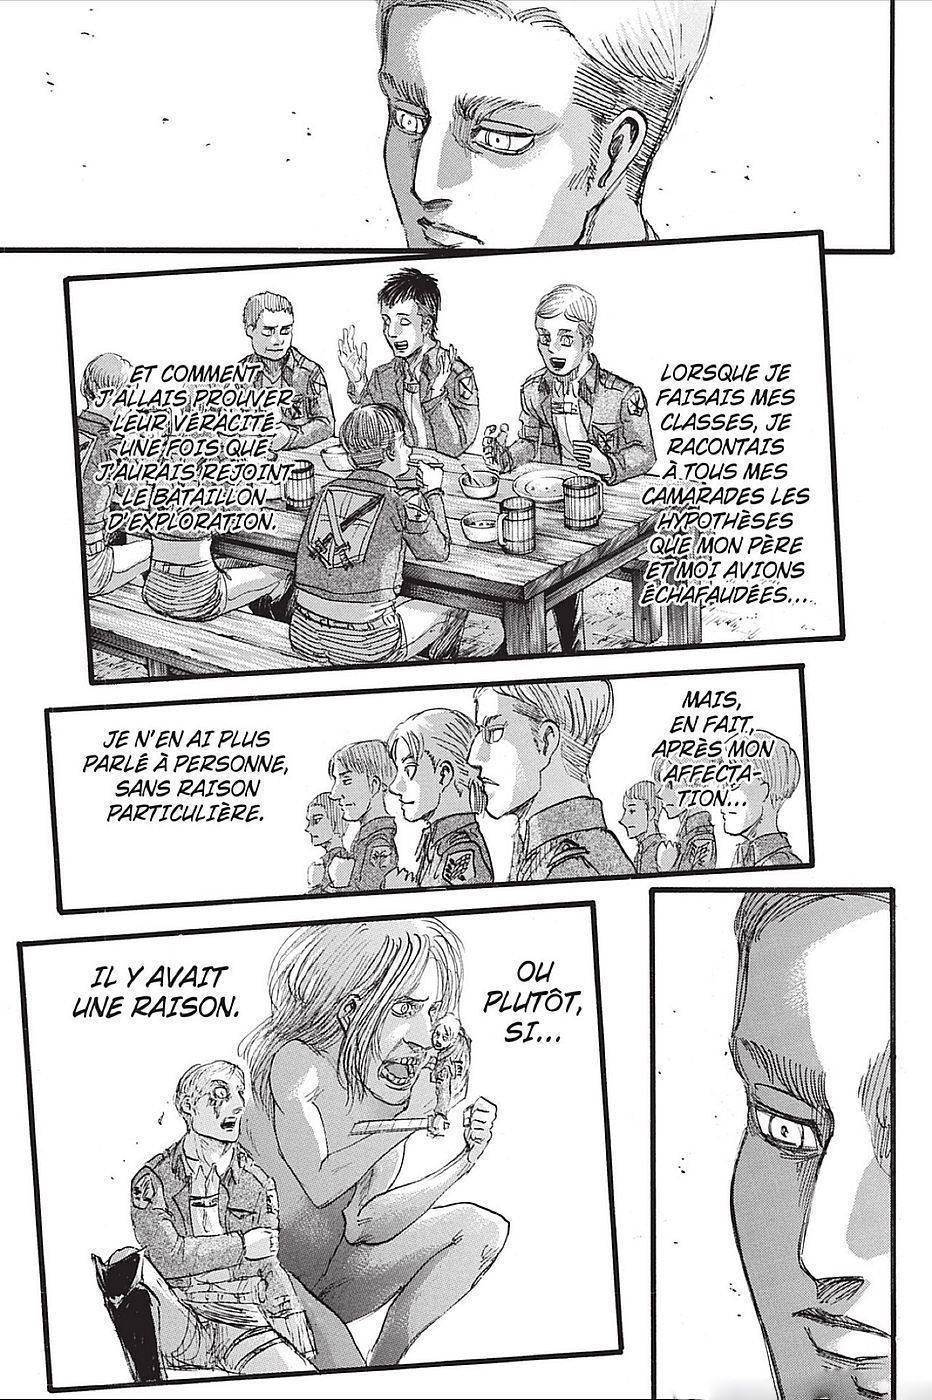 LORSQUE JE
FAISAIS MES
CLASSES, JE
RACONTAIS
À TOUS MES
CAMARADES LES
HYPOTHÈSES
QUE MON PÈRE
ET MOI AVIONS
ÉCHAFAUDÉES...
ET COMMENT
J'ALLAIS PROUVER
LEUR VÉRACITÉ
UNE FOIS QUE
J'AURAIS REJOINT
LE BATAILLON
D'EXPLORATION.
MAIS,
EN FAIT,
APRÈS MON
AFFECTA-
TION...
JE N'EN AI PLUS
PARLÉ À PERSONNE,
SANS RAISON
PARTICULIÈRE.
OU
PLUTÔT,
SI...
IL Y AVAIT
UNE RAISON.